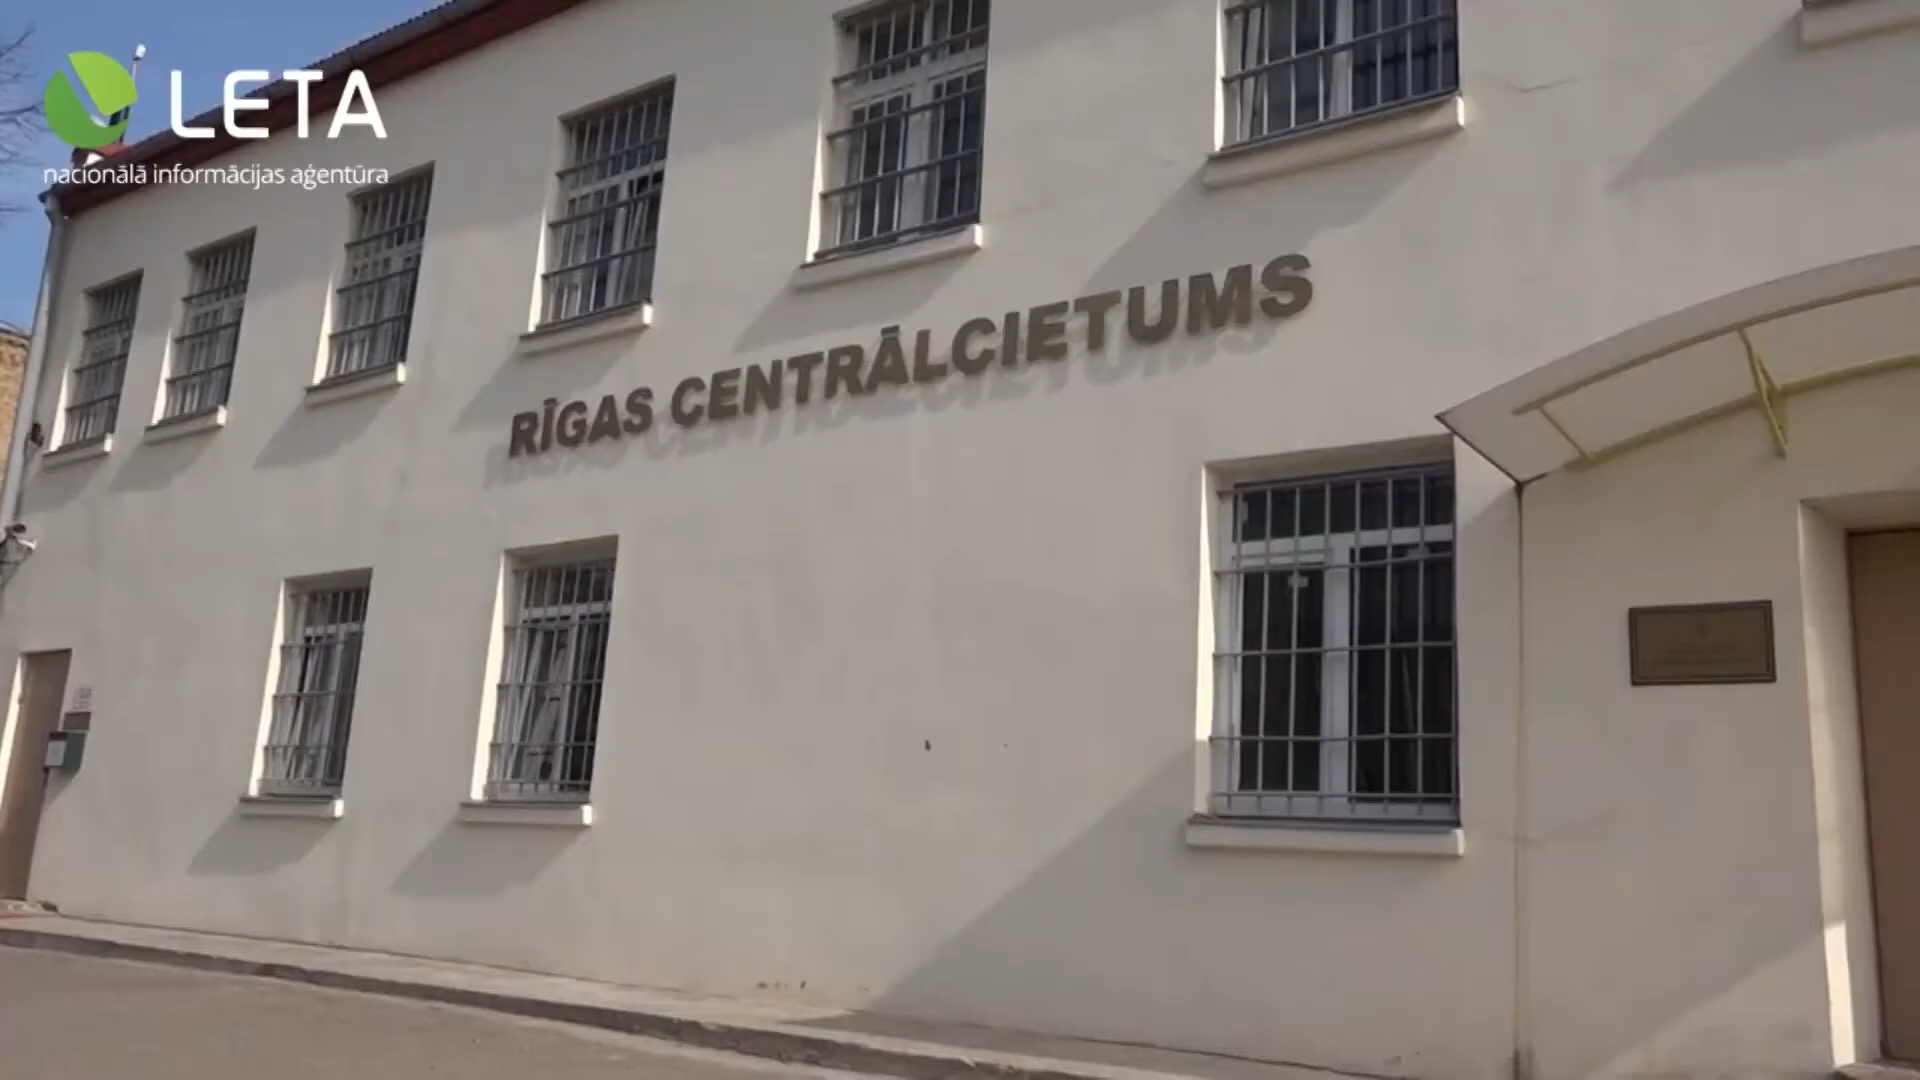 LETA
nacionālā informācijas aģentūra
RĪGAS CENTRĀLCIETUMS